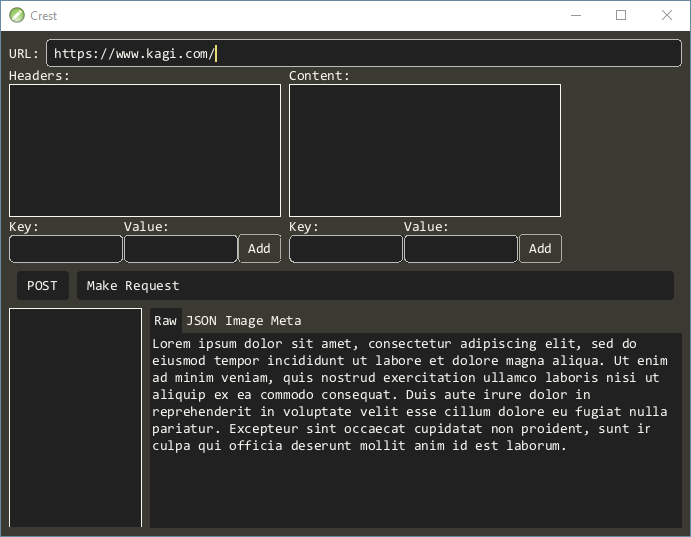 Crest
URL: https://www.kagi.com/
Headers: Content:
Key: Value: Key: Value:
Add Add
POST Make Request
Raw JSON Image Meta
Lorem ipsum dolor sit amet, consectetur adipiscing elit, sed do
eiusmod tempor incididunt ut labore et dolore magna aliqua. Ut enim
ad minim veniam, quis nostrud exercitation ullamco laboris nisi ut
aliquip ex ea commodo consequat. Duis aute irure dolor in
reprehenderit in voluptate velit esse cillum dolore eu fugiat nulla
pariatur. Excepteur sint occaecat cupidatat non proident, sunt ir
culpa qui officia deserunt mollit anim id est laborum.